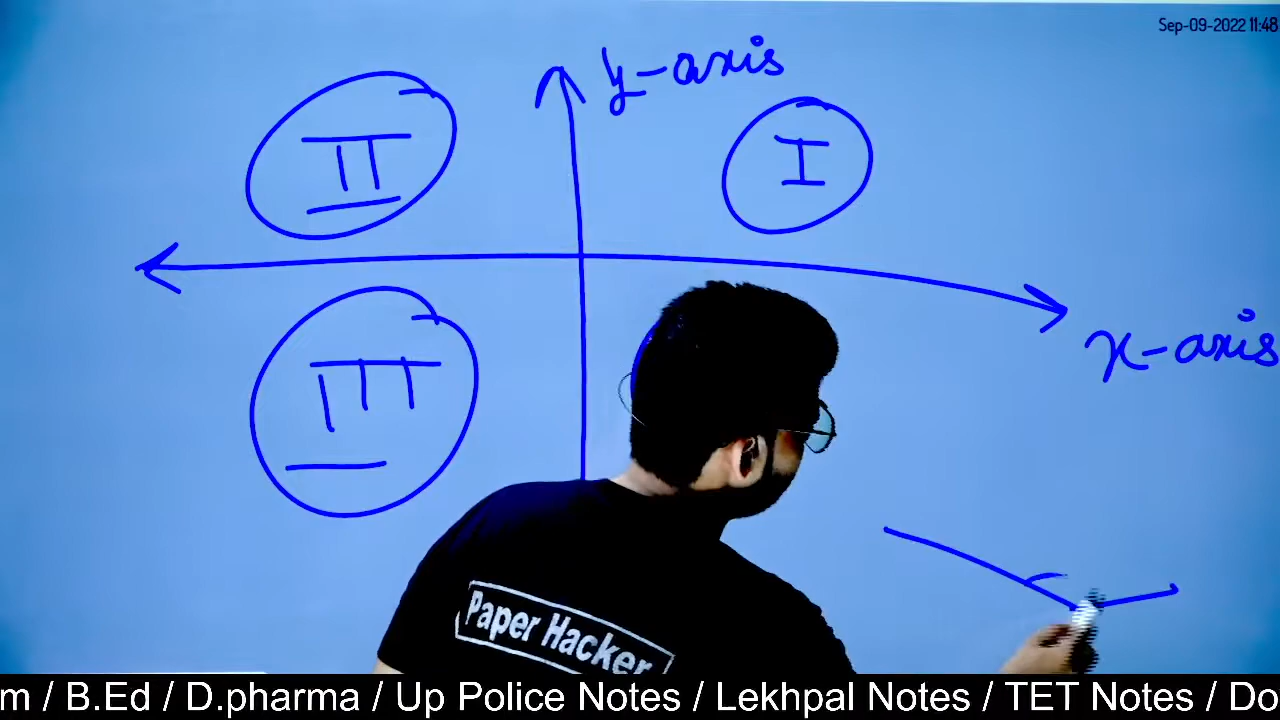 Sep-09-2022 11:48
y-axis
II
I
x-axis
III
Paper Hacker
m / B.Ed / D.pharma / Up Police Notes / Lekhpal Notes / TET Notes / Do